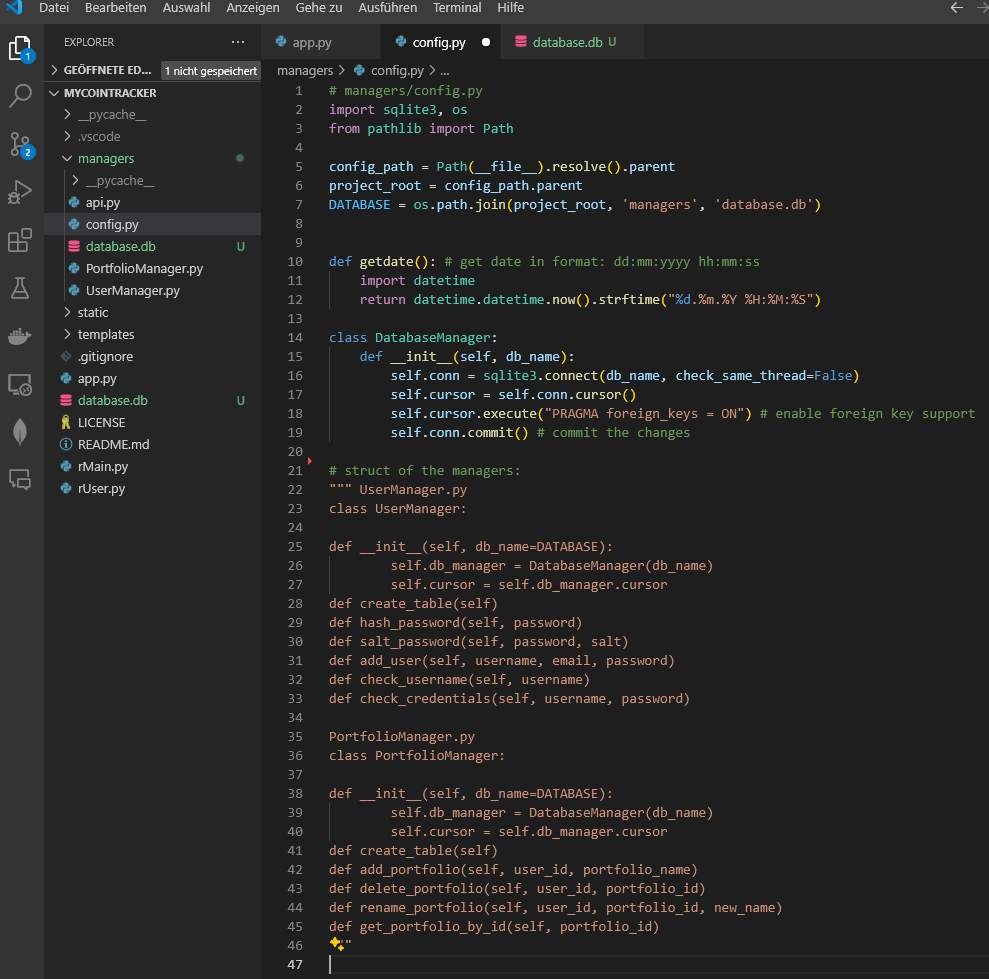 Datei Bearbeiten Auswahl Anzeigen Gehe zu Ausführen Terminal Hilfe
EXPLORER
GEÖFFNETE ED... 1 nicht gespeichert
MYCOINTRACKER
__pycache__
.vscode
managers
__pycache__
api.py
config.py
database.db U
PortfolioManager.py
UserManager.py
static
templates
.gitignore
app.py
database.db U
LICENSE
README.md
rMain.py
rUser.py
1
2
app.py config.py database.db U
managers > config.py > ...
1 # managers/config.py
2 import sqlite3, os
3 from pathlib import Path
4
5 config_path = Path(__file__).resolve().parent
6 project_root = config_path.parent
7 DATABASE = os.path.join(project_root, 'managers', 'database.db')
8
9
10 def getdate(): # get date in format: dd:mm:yyyy hh:mm:ss
11     import datetime
12     return datetime.datetime.now().strftime("%d.%m.%Y %H:%M:%S")
13
14 class DatabaseManager:
15     def __init__(self, db_name):
16         self.conn = sqlite3.connect(db_name, check_same_thread=False)
17         self.cursor = self.conn.cursor()
18         self.cursor.execute("PRAGMA foreign_keys = ON") # enable foreign key support
19         self.conn.commit() # commit the changes
20
21 # struct of the managers:
22 """ UserManager.py
23 class UserManager:
24
25 def __init__(self, db_name=DATABASE):
26         self.db_manager = DatabaseManager(db_name)
27         self.cursor = self.db_manager.cursor
28 def create_table(self)
29 def hash_password(self, password)
30 def salt_password(self, password, salt)
31 def add_user(self, username, email, password)
32 def check_username(self, username)
33 def check_credentials(self, username, password)
34
35 PortfolioManager.py
36 class PortfolioManager:
37
38 def __init__(self, db_name=DATABASE):
39         self.db_manager = DatabaseManager(db_name)
40         self.cursor = self.db_manager.cursor
41 def create_table(self)
42 def add_portfolio(self, user_id, portfolio_name)
43 def delete_portfolio(self, user_id, portfolio_id)
44 def rename_portfolio(self, user_id, portfolio_id, new_name)
45 def get_portfolio_by_id(self, portfolio_id)
46 "
47